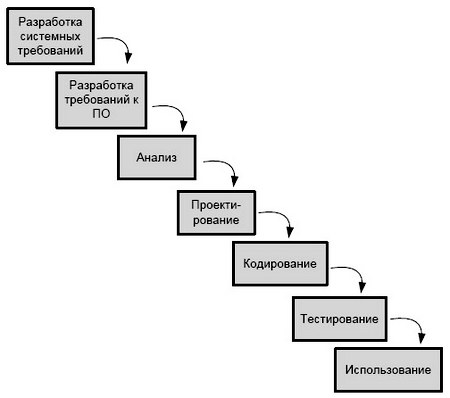 Разработка
системных
требований
Разработка
требований к
ПО
Анализ
Проекти-
рование
Кодирование
Тестирование
Использование